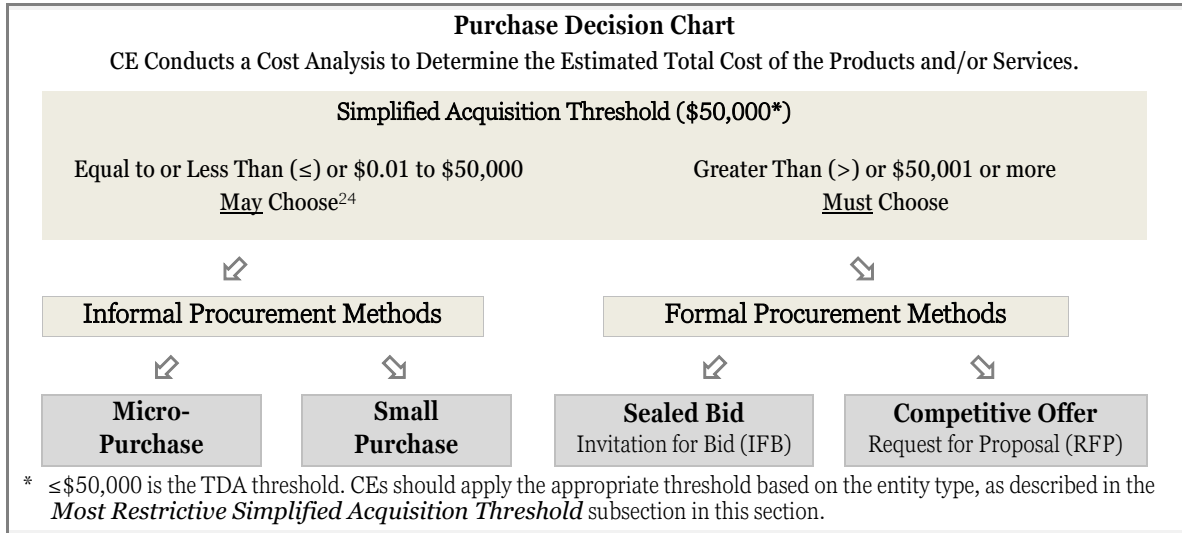 Purchase Decision Chart
CE Conducts a Cost Analysis to Determine the Estimated Total Cost of the Products and/or Services.
Simplified Acquisition Threshold ($50,000*)
Equal to or Less Than (≤) or $0.01 to $50,000
May Choose24
Greater Than (>) or $50,001 or more
Must Choose
Informal Procurement Methods
Formal Procurement Methods
Micro-
Purchase
Small
Purchase
Sealed Bid
Invitation for Bid (IFB)
Competitive Offer
Request for Proposal (RFP)
* ≤$50,000 is the TDA threshold. CEs should apply the appropriate threshold based on the entity type, as described in the
Most Restrictive Simplified Acquisition Threshold subsection in this section.